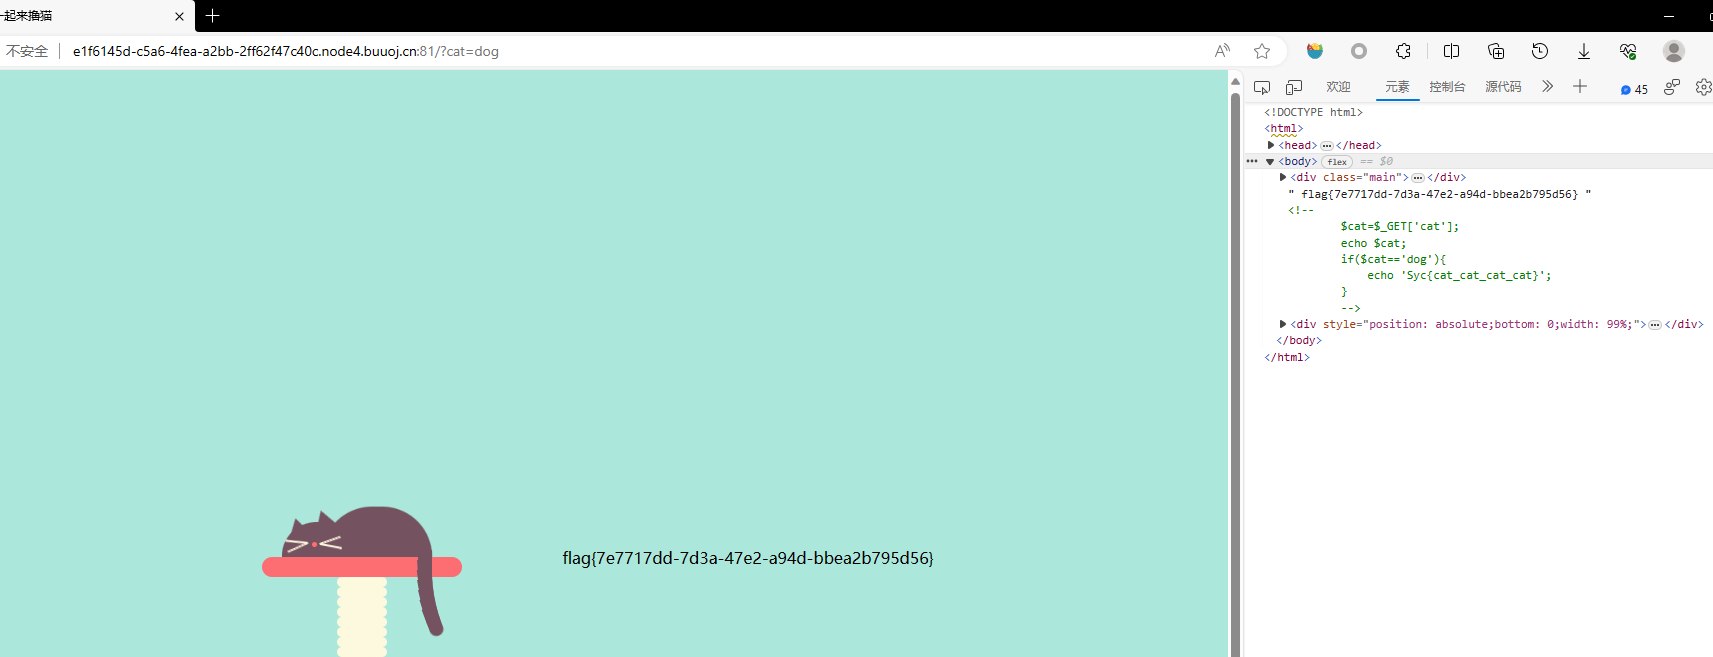 一起来撸猫
不安全 e1f6145d-c5a6-4fea-a2bb-2ff62f47c40c.node4.buuoj.cn:81/?cat=dog
欢迎 元素 控制台 源代码 45
<!DOCTYPE html>
<html>
<head>…</head>
<body> flex == $0
<div class="main">…</div>
" flag{7e7717dd-7d3a-47e2-a94d-bbea2b795d56} "
<!--
$cat=$_GET['cat'];
echo $cat;
if($cat=='dog'){
echo 'Syc{cat_cat_cat_cat}';
}
-->
<div style="position: absolute;bottom: 0;width: 99%;">…</div>
</body>
</html>
flag{7e7717dd-7d3a-47e2-a94d-bbea2b795d56}